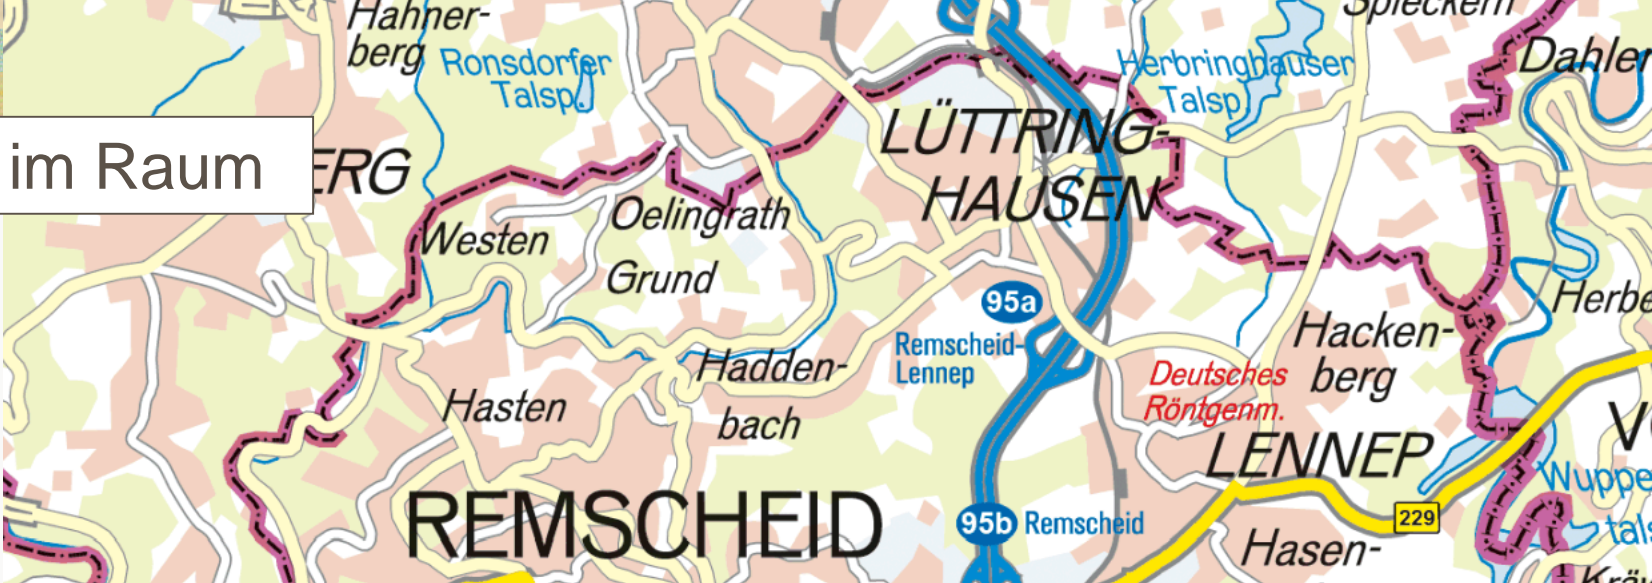 Hahner-
berg
Ronsdorfer
Talsp.
Herbringhauser
Talsp.
Spieckern
Dahler
im Raum
ERG
LÜTTRING-
HAUSEN
Westen
Oelingrath
Grund
95a
Remscheid-
Lennep
Herbe
Hacken-
berg
Deutsches
Röntgenm.
Hadden-
bach
Hasten
LENNEP
REMSCHEID
95b Remscheid
229
Wuppe
tals
Hasen-